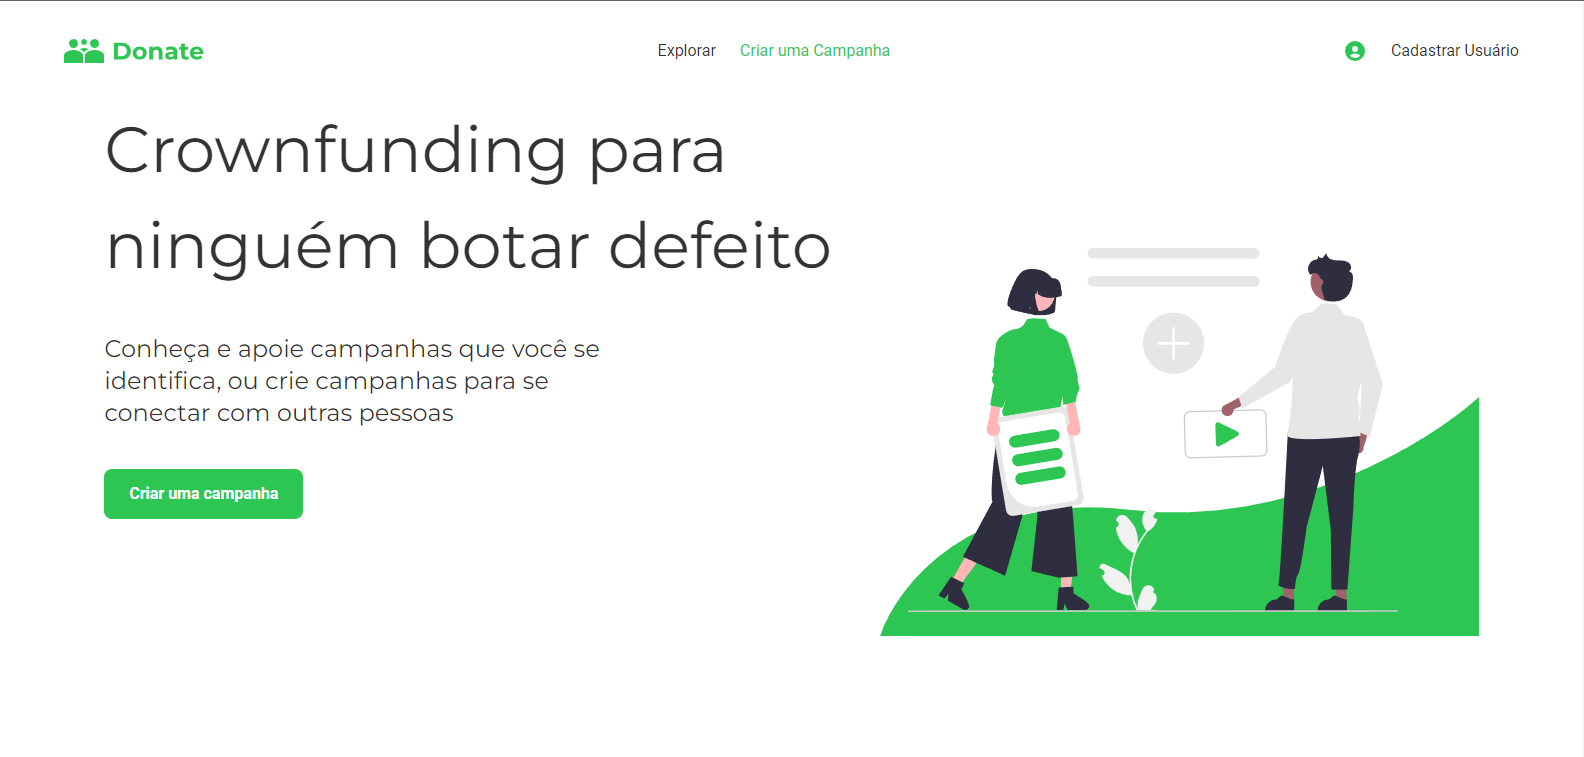 Donate
Explorar
Criar uma Campanha
Cadastrar Usuário
Crownfunding para
ninguém botar defeito
Conheça e apoie campanhas que você se
identifica, ou crie campanhas para se
conectar com outras pessoas
Criar uma campanha